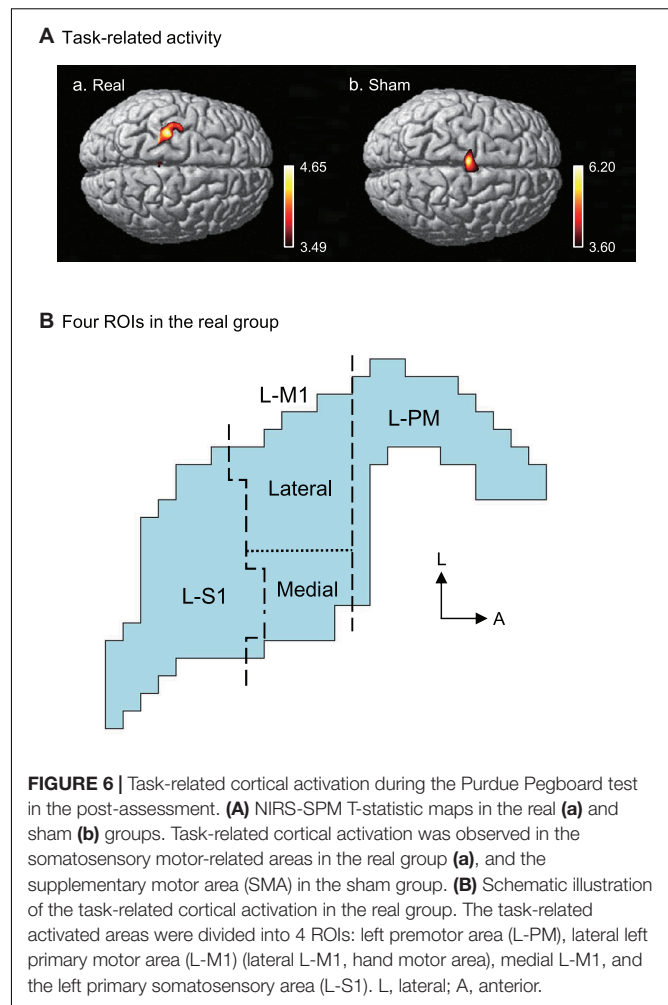 A Task-related activity
a. Real
b. Sham
4.65
3.49
6.20
3.60
B Four ROIs in the real group
L-M1
L-PM
Lateral
L-S1
Medial
L
A
FIGURE 6 | Task-related cortical activation during the Purdue Pegboard test
in the post-assessment. (A) NIRS-SPM T-statistic maps in the real (a) and
sham (b) groups. Task-related cortical activation was observed in the
somatosensory motor-related areas in the real group (a), and the
supplementary motor area (SMA) in the sham group. (B) Schematic illustration
of the task-related cortical activation in the real group. The task-related
activated areas were divided into 4 ROIs: left premotor area (L-PM), lateral left
primary motor area (L-M1) (lateral L-M1, hand motor area), medial L-M1, and
the left primary somatosensory area (L-S1). L, lateral; A, anterior.